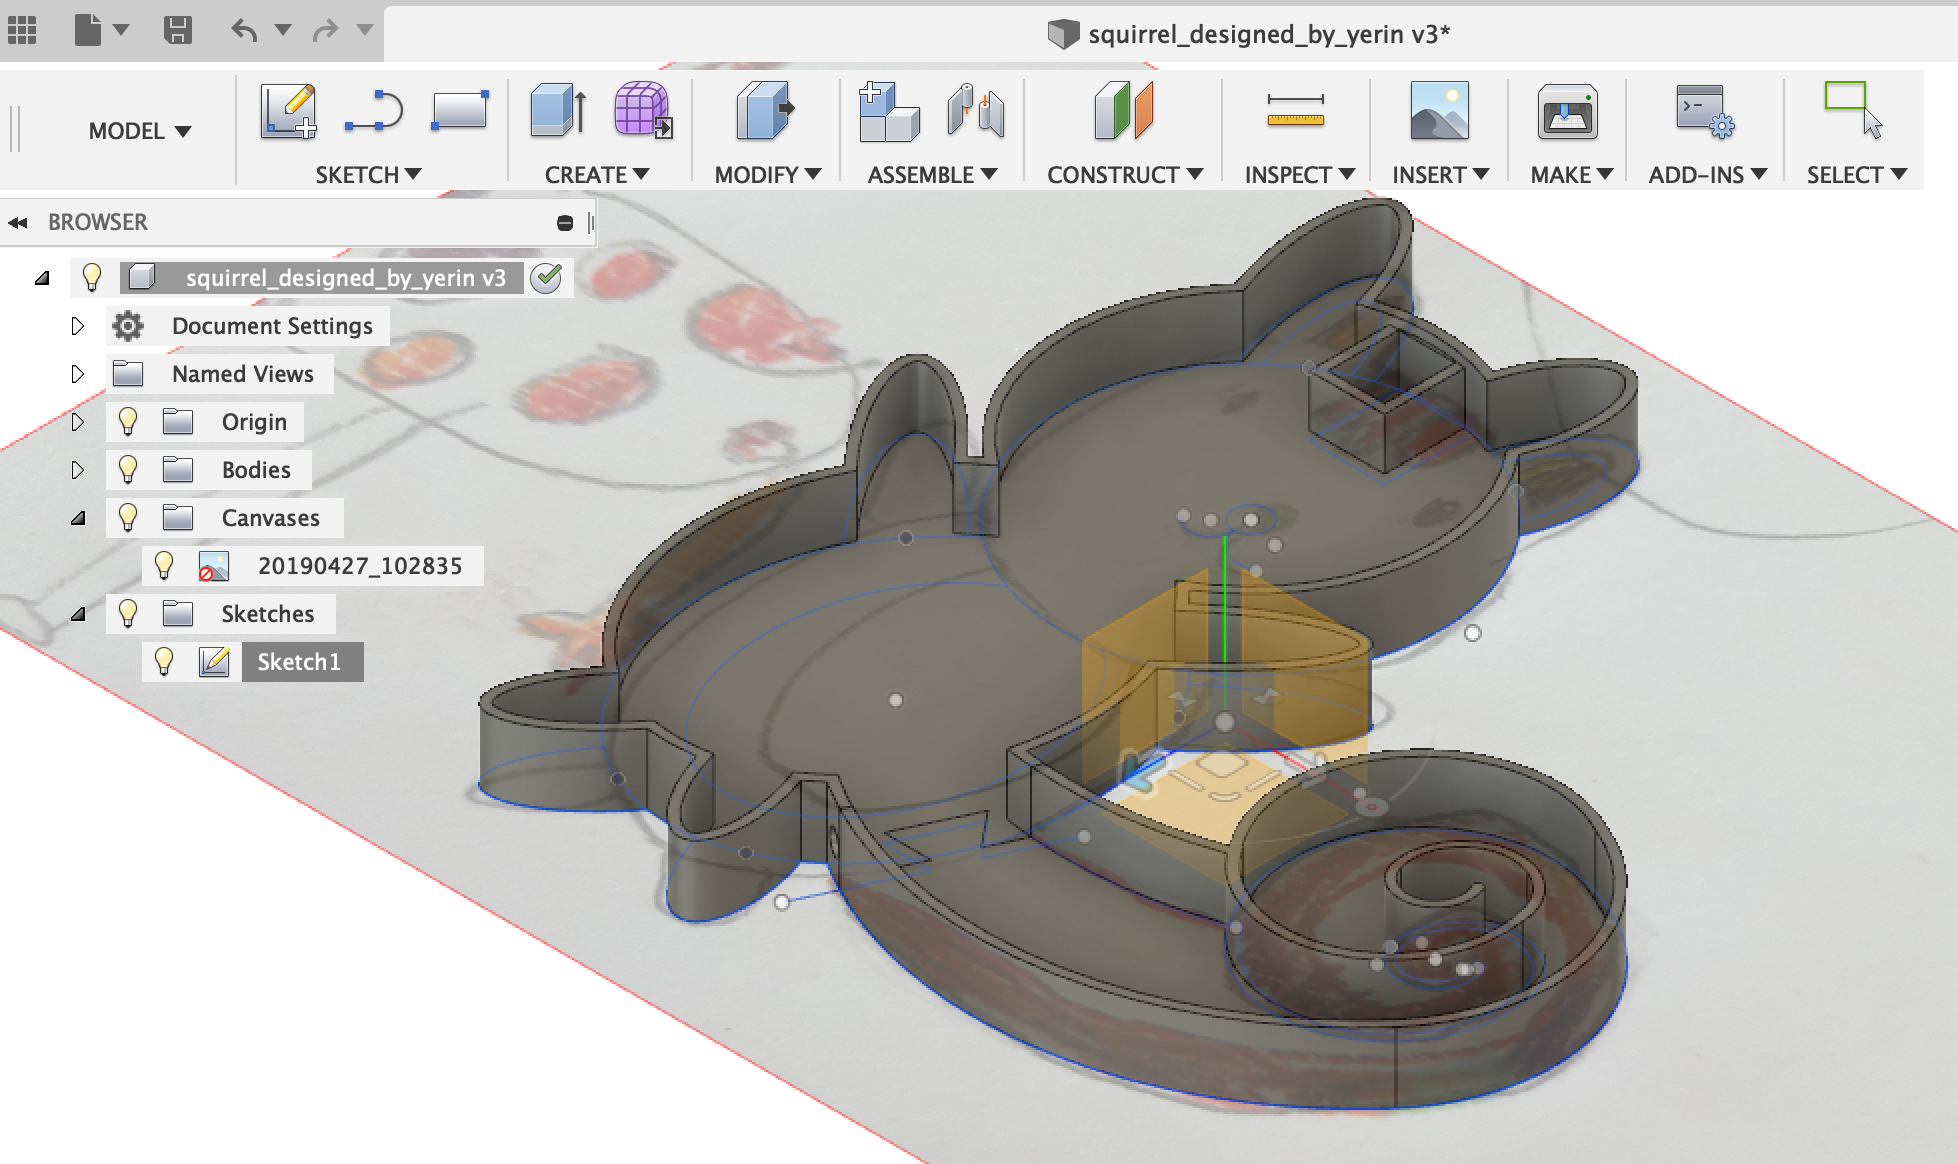 squirrel_designed_by_yerin v3*
MODEL
SKETCH
CREATE
MODIFY
ASSEMBLE
CONSTRUCT
INSPECT
INSERT
MAKE
ADD-INS
SELECT
BROWSER
squirrel_designed_by_yerin v3
Document Settings
Named Views
Origin
Bodies
Canvases
20190427_102835
Sketches
Sketch1